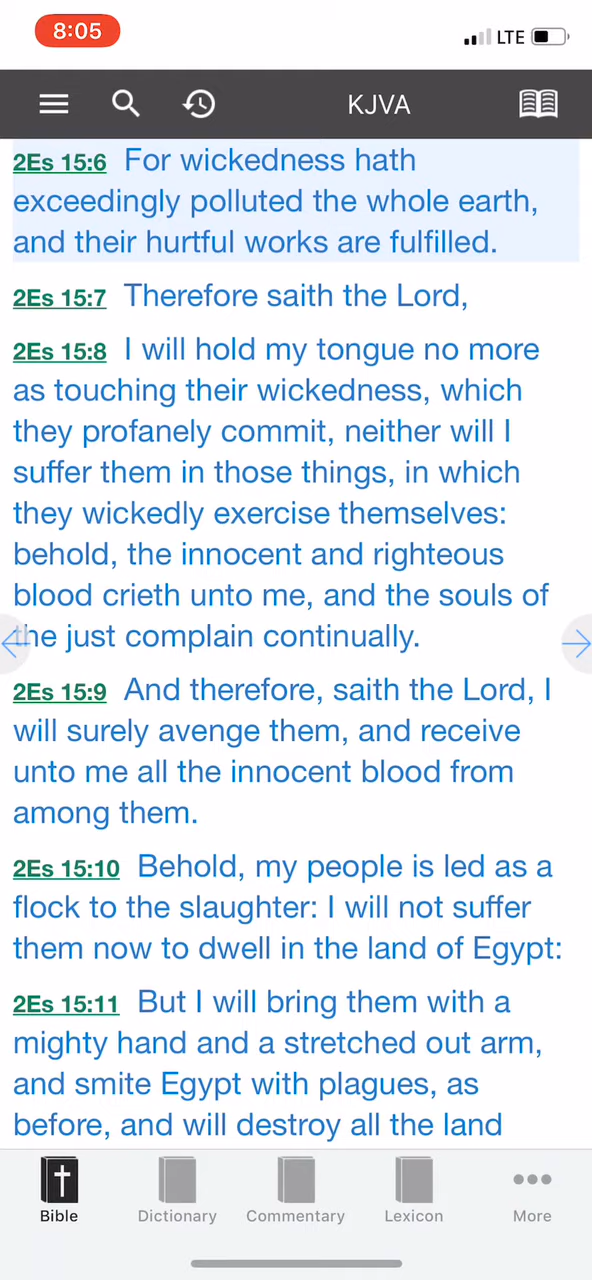 8:05
LTE
KJVA
2Es 15:6 For wickedness hath
exceedingly polluted the whole earth,
and their hurtful works are fulfilled.
2Es 15:7 Therefore saith the Lord,
2Es 15:8 I will hold my tongue no more
as touching their wickedness, which
they profanely commit, neither will I
suffer them in those things, in which
they wickedly exercise themselves:
behold, the innocent and righteous
blood crieth unto me, and the souls of
the just complain continually.
2Es 15:9 And therefore, saith the Lord, I
will surely avenge them, and receive
unto me all the innocent blood from
among them.
2Es 15:10 Behold, my people is led as a
flock to the slaughter: I will not suffer
them now to dwell in the land of Egypt:
2Es 15:11 But I will bring them with a
mighty hand and a stretched out arm,
and smite Egypt with plagues, as
before, and will destroy all the land
Bible Dictionary Commentary Lexicon More